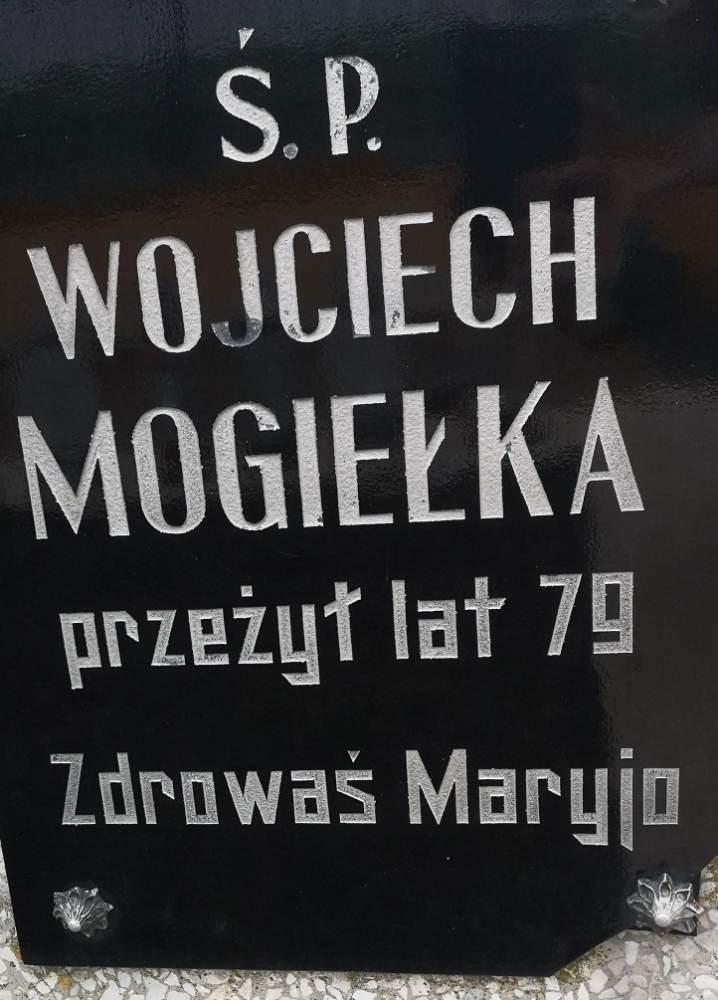 Ś.P.
WOJCIECH
MOGIEŁKA
przeżył lat 79
Zdrowaś Maryjo